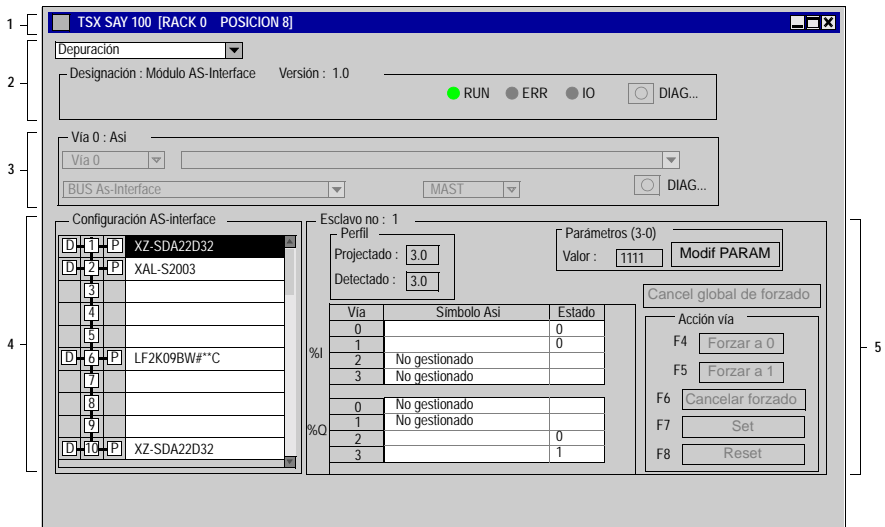 1
TSX SAY 100 [RACK 0 POSICION 8]
2
Depuración
Designación : Módulo AS-Interface Versión : 1.0
RUN ERR IO DIAG...
3
Vía 0 : Asi
Vía 0
BUS As-Interface MAST DIAG...
4
Configuración AS-interface
D 1 P XZ-SDA22D32
D 2 P XAL-S2003
3
4
5
D 6 P LF2K09BW#**C
7
8
9
D 10 P XZ-SDA22D32
5
Esclavo no : 1
Perfil
Projectado : 3.0
Detectado : 3.0
Parámetros (3-0)
Valor : 1111 Modif PARAM
Vía Símbolo Asi Estado
%I
0 0
1 0
2 No gestionado
3 No gestionado
%Q
0 No gestionado
1 No gestionado
2 0
3 1
Cancel global de forzado
Acción vía
F4 Forzar a 0
F5 Forzar a 1
F6 Cancelar forzado
F7 Set
F8 Reset